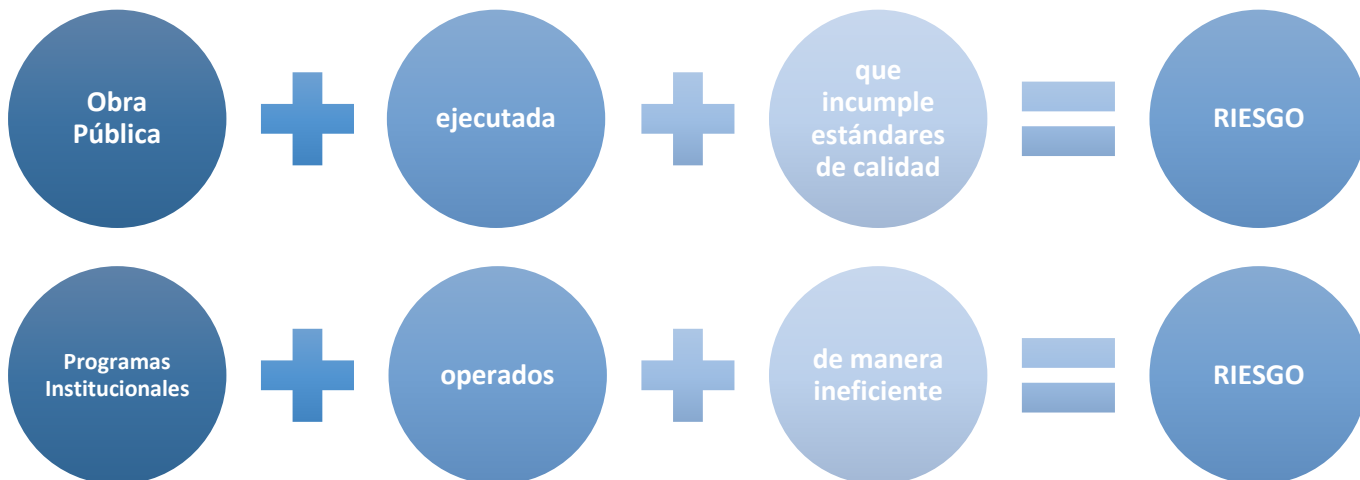 Obra
Pública
ejecutada
que
incumple
estándares
de calidad
RIESGO
Programas
Institucionales
operados
de manera
ineficiente
RIESGO